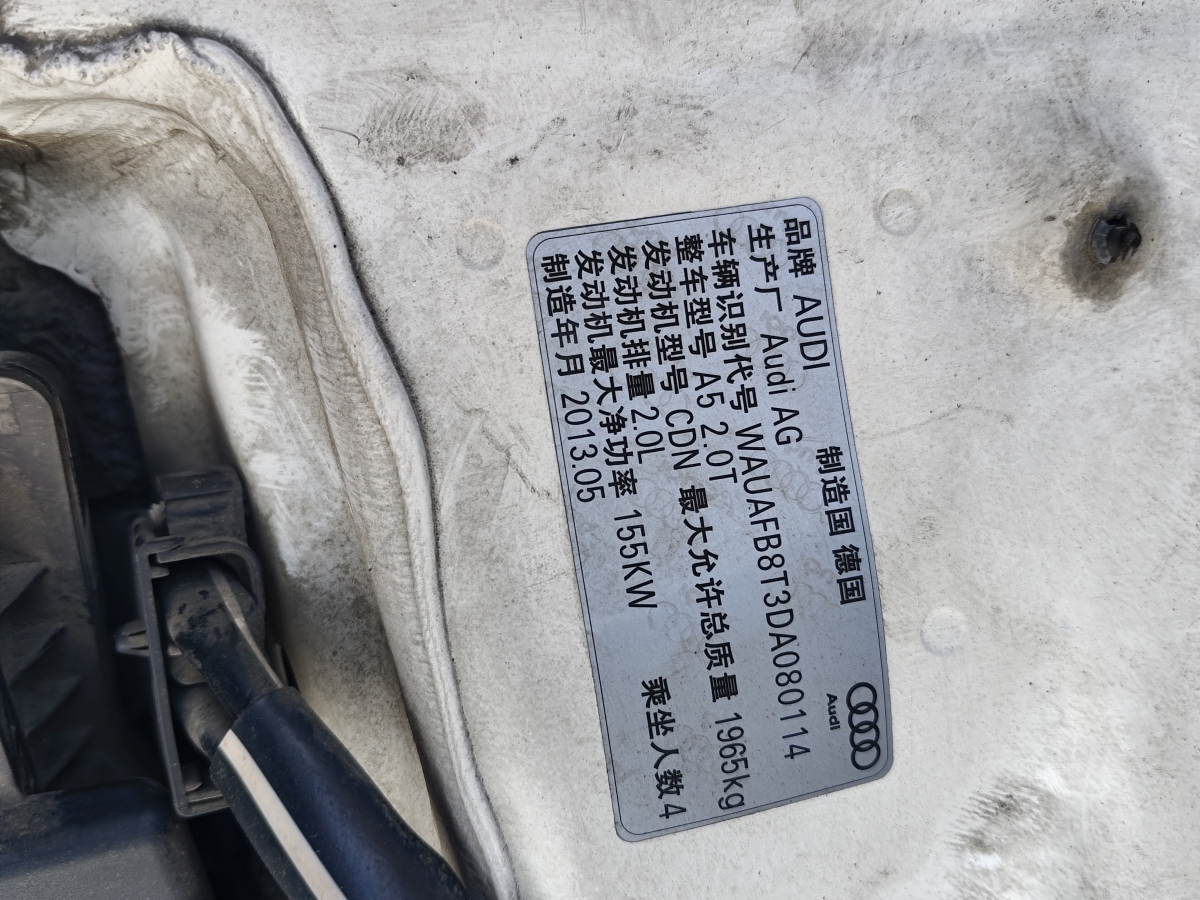 品牌 AUDI 制造国 德国
生产厂 Audi AG
车辆识别代号 WAUAFB8T3DA080114
整车型号 A5 2.0T
发动机型号 CDN 最大允许总质量 1965kg
发动机排量 2.0L
发动机最大净功率 155KW 乘坐人数 4
制造年月 2013.05
Audi